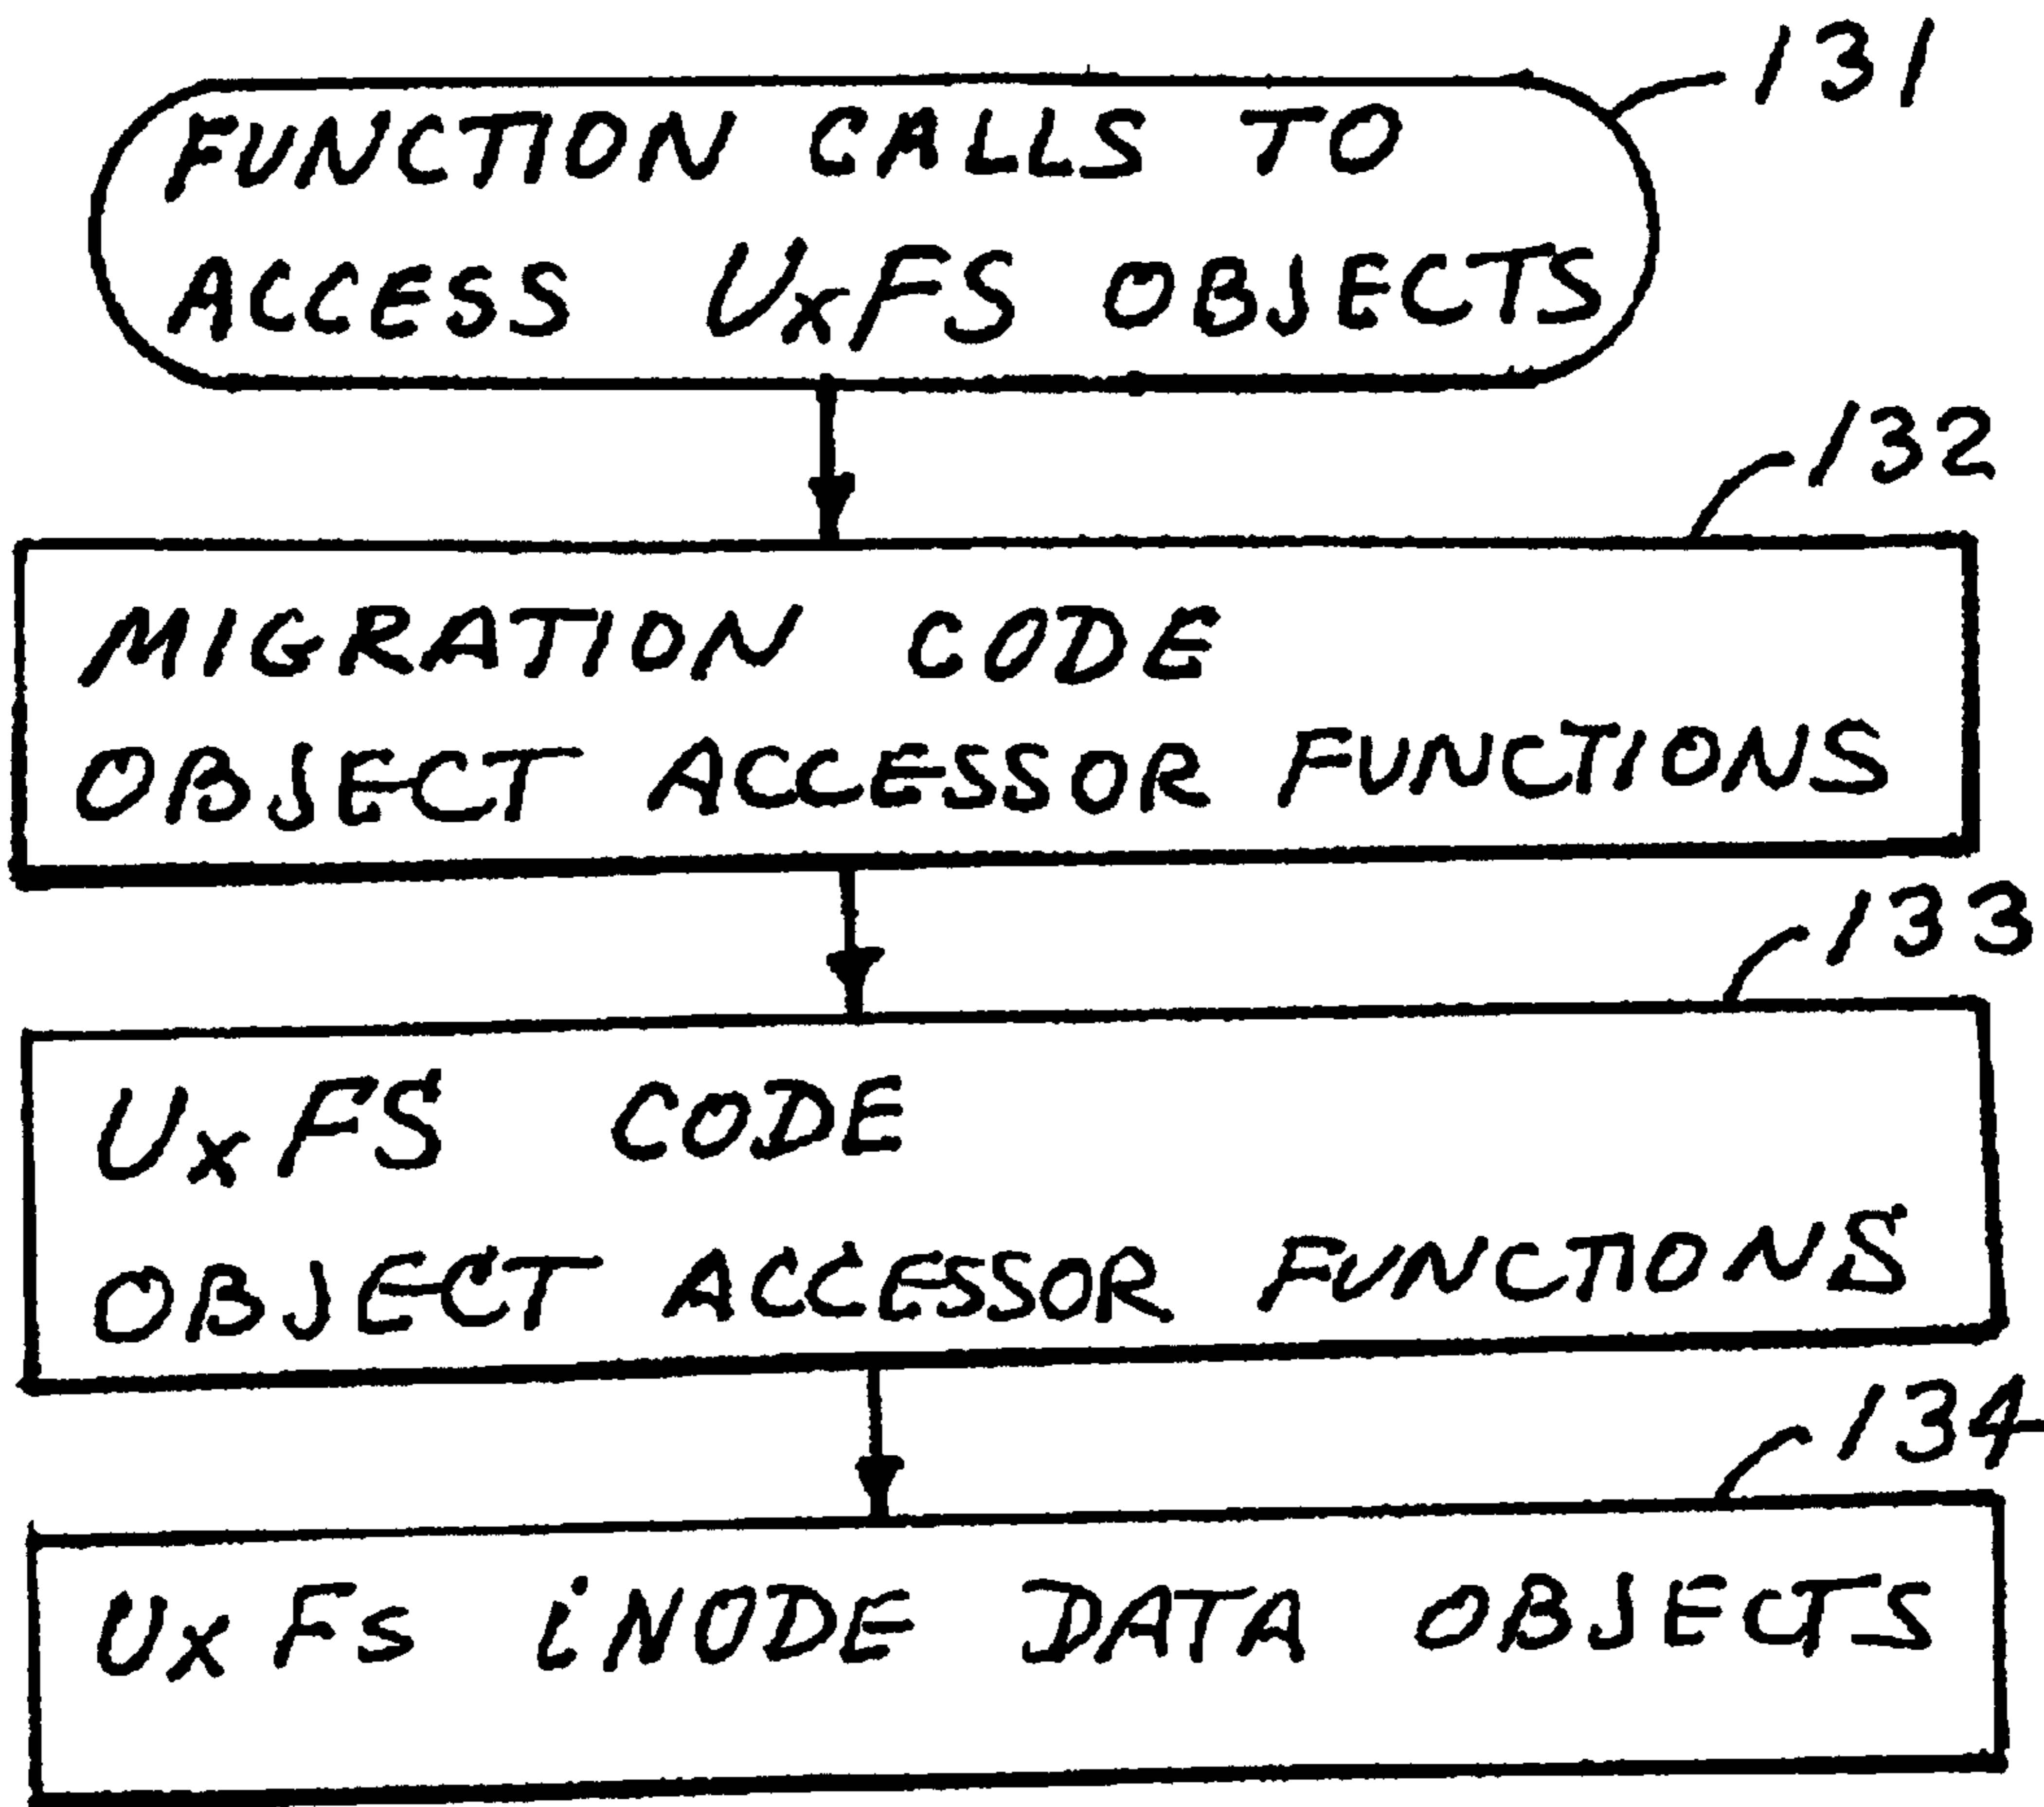 131
FUNCTION CALLS TO
ACCESS UxFS OBJECTS
132
MIGRATION CODE
OBJECT ACCESSOR FUNCTIONS
133
UxFS CODE
OBJECT ACCESSOR FUNCTIONS
134
UxFs iNODE DATA OBJECTS